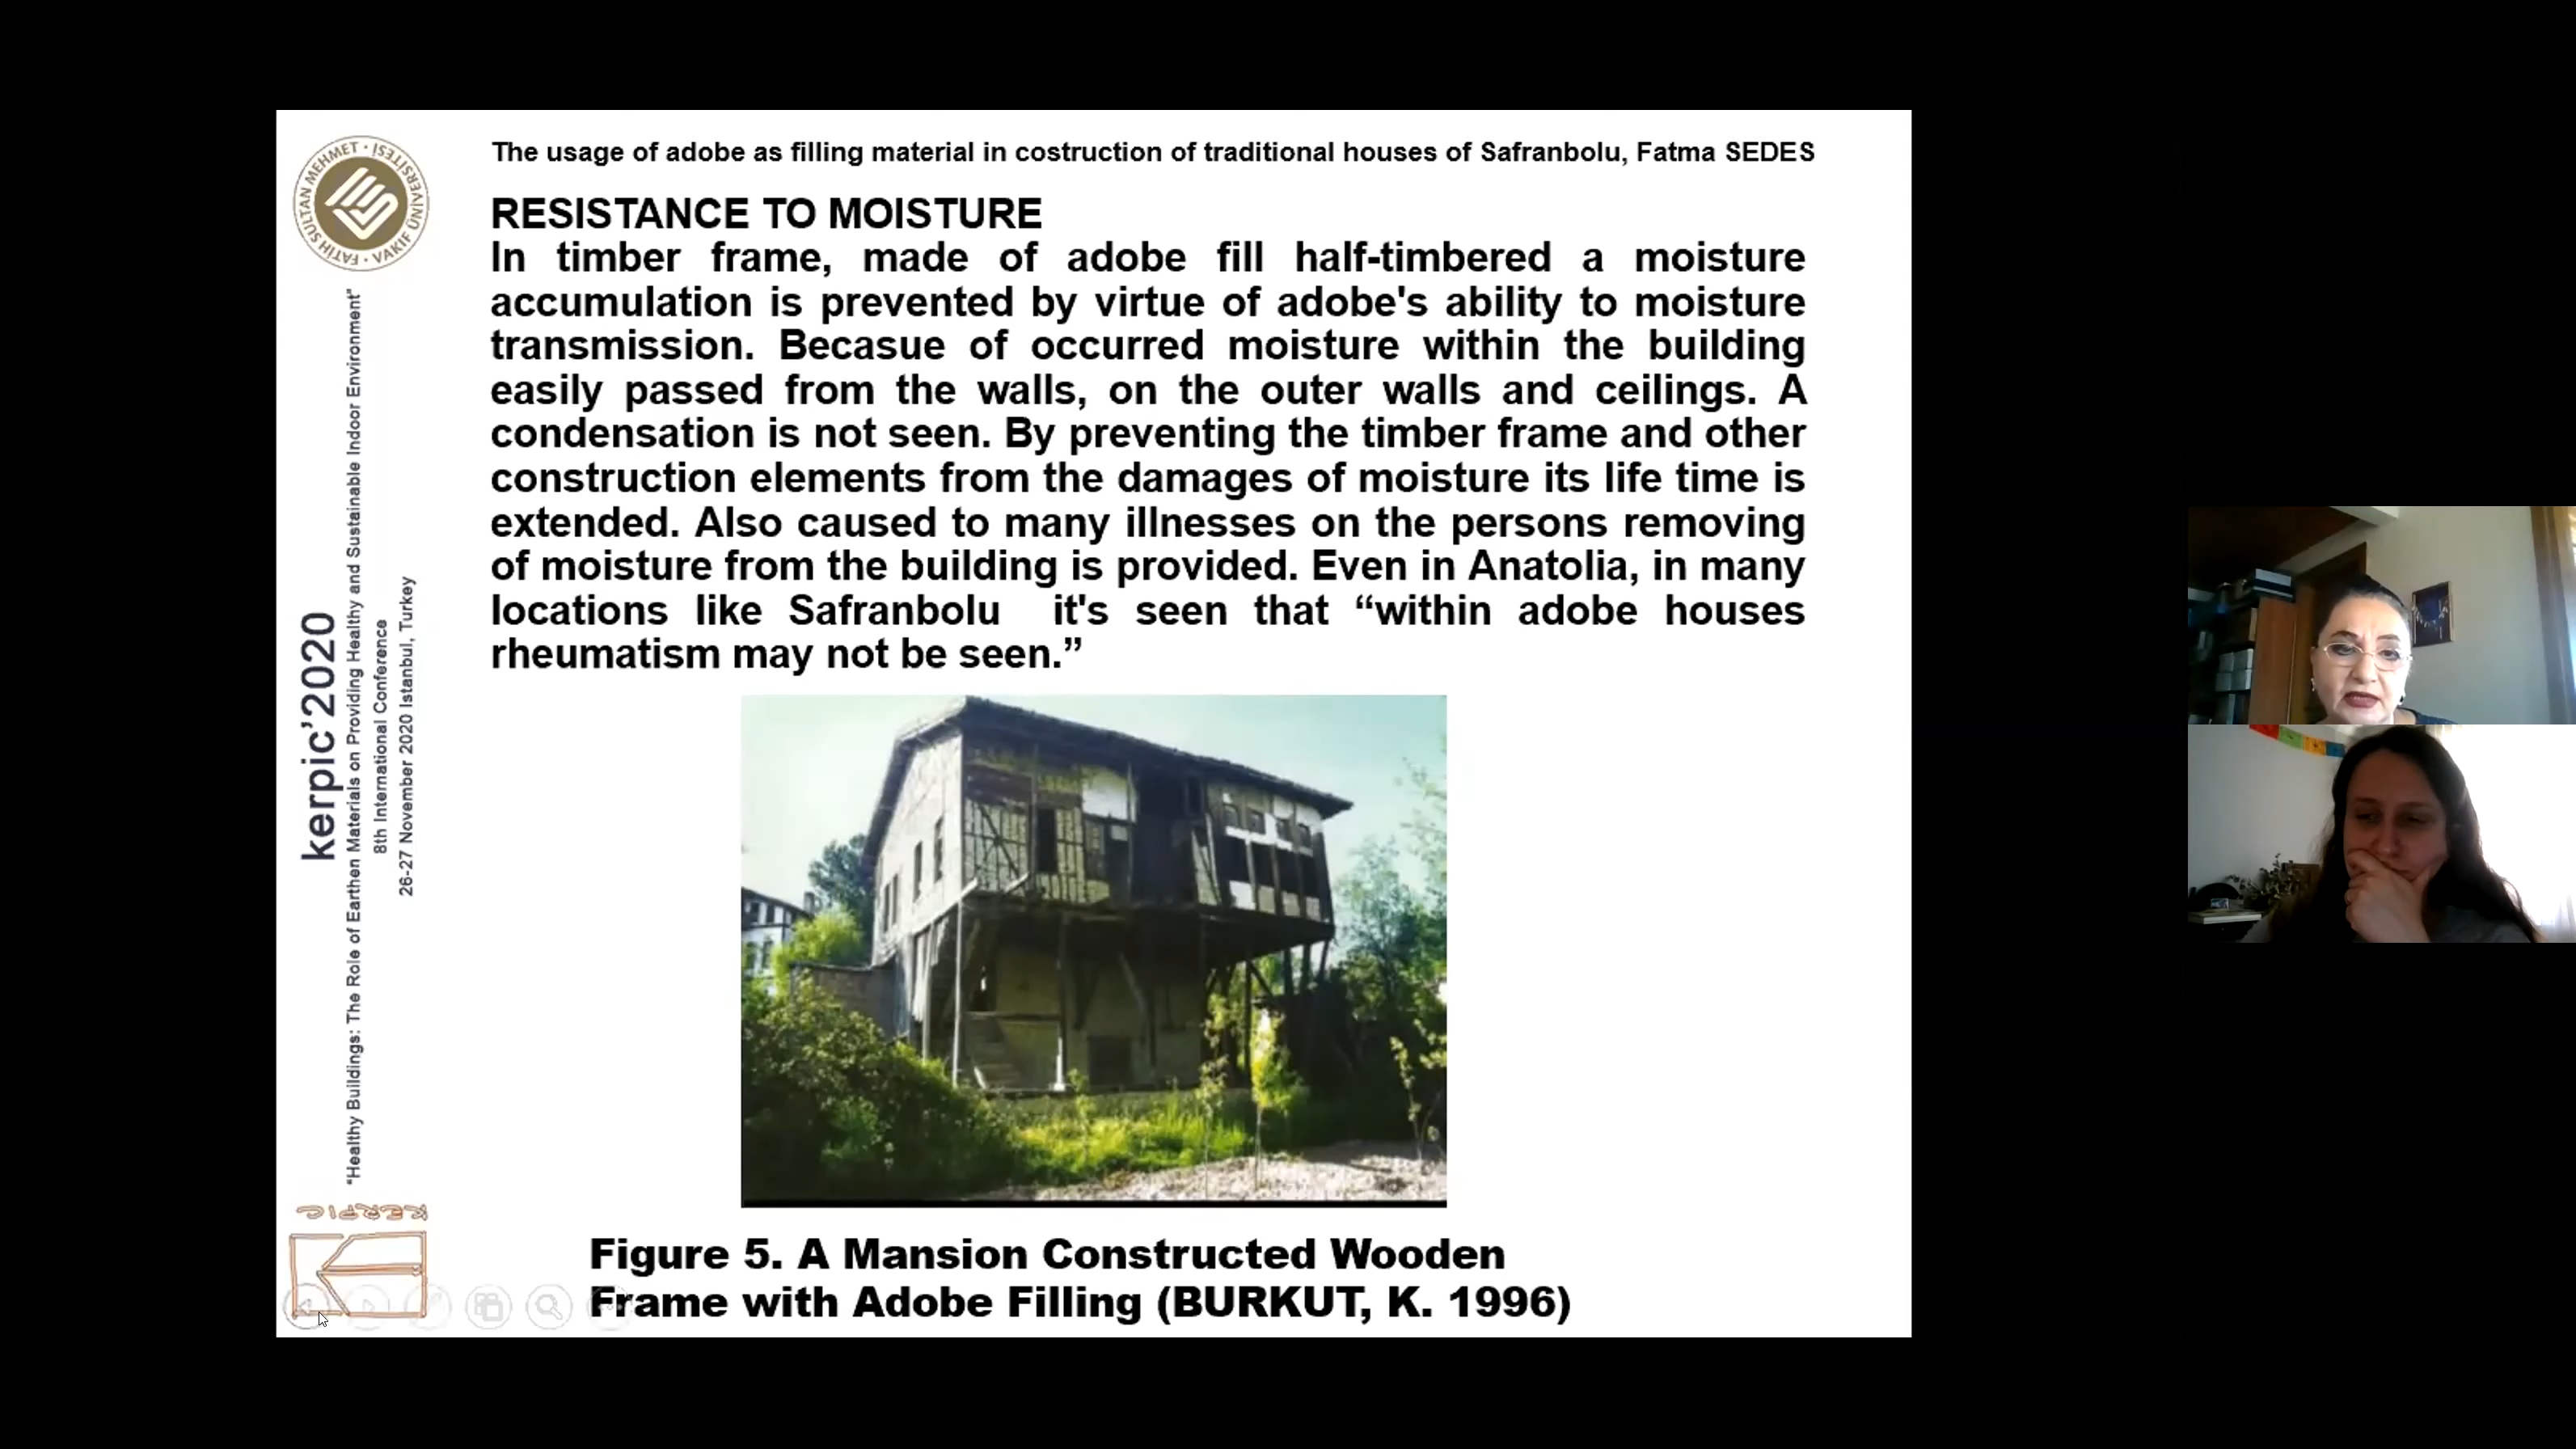 The usage of adobe as filling material in costruction of traditional houses of Safranbolu, Fatma SEDES
RESISTANCE TO MOISTURE
In timber frame, made of adobe fill half-timbered a moisture
accumulation is prevented by virtue of adobe's ability to moisture
transmission. Becasue of occurred moisture within the building
easily passed from the walls, on the outer walls and ceilings. A
condensation is not seen. By preventing the timber frame and other
construction elements from the damages of moisture its life time is
extended. Also caused to many illnesses on the persons removing
of moisture from the building is provided. Even in Anatolia, in many
locations like Safranbolu it's seen that “within adobe houses
rheumatism may not be seen.”
Figure 5. A Mansion Constructed Wooden
Frame with Adobe Filling (BURKUT, K. 1996)
FATİH SULTAN MEHMET · VAKIF ÜNİVERSİTESİ ·
kerpic’2020
"Healthy Buildings: The Role of Earthen Materials on Providing Healthy and Sustainable Indoor Environment"
8th International Conference
26-27 November 2020 Istanbul, Turkey
KERPIC